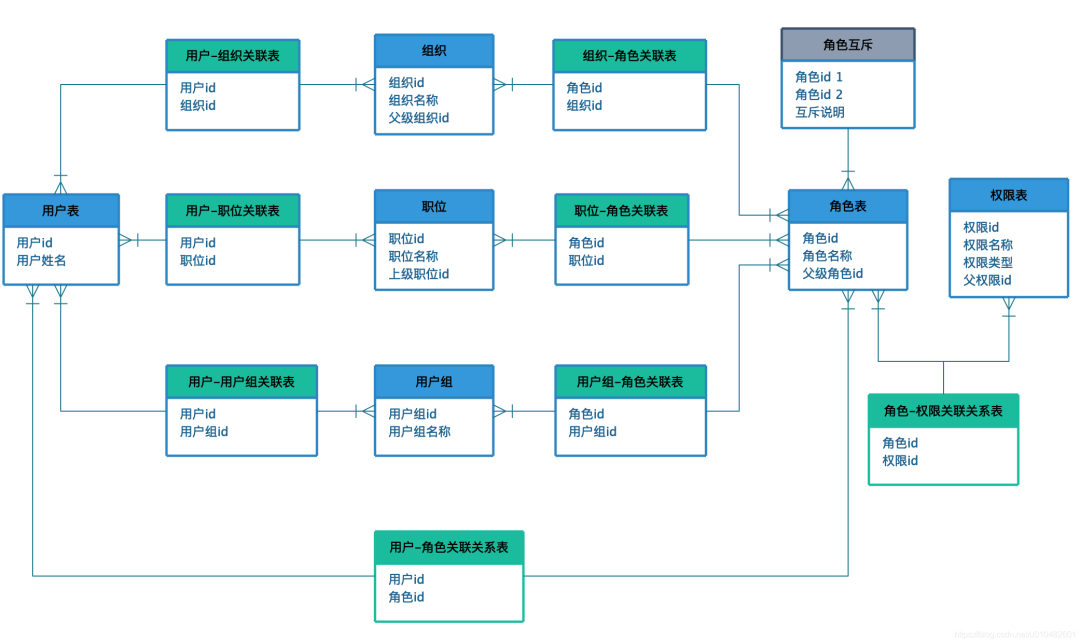 用户-组织关联表
用户id
组织id
组织
组织id
组织名称
父级组织id
组织-角色关联表
角色id
组织id
角色互斥
角色id 1
角色id 2
互斥说明
用户表
用户id
用户姓名
用户-职位关联表
用户id
职位id
职位
职位id
职位名称
上级职位id
职位-角色关联表
角色id
职位id
角色表
角色id
角色名称
父级角色id
权限表
权限id
权限名称
权限类型
父权限id
用户-用户组关联表
用户id
用户组id
用户组
用户组id
用户组名称
用户组-角色关联表
角色id
用户组id
角色-权限关联关系表
角色id
权限id
用户-角色关联关系表
用户id
角色id